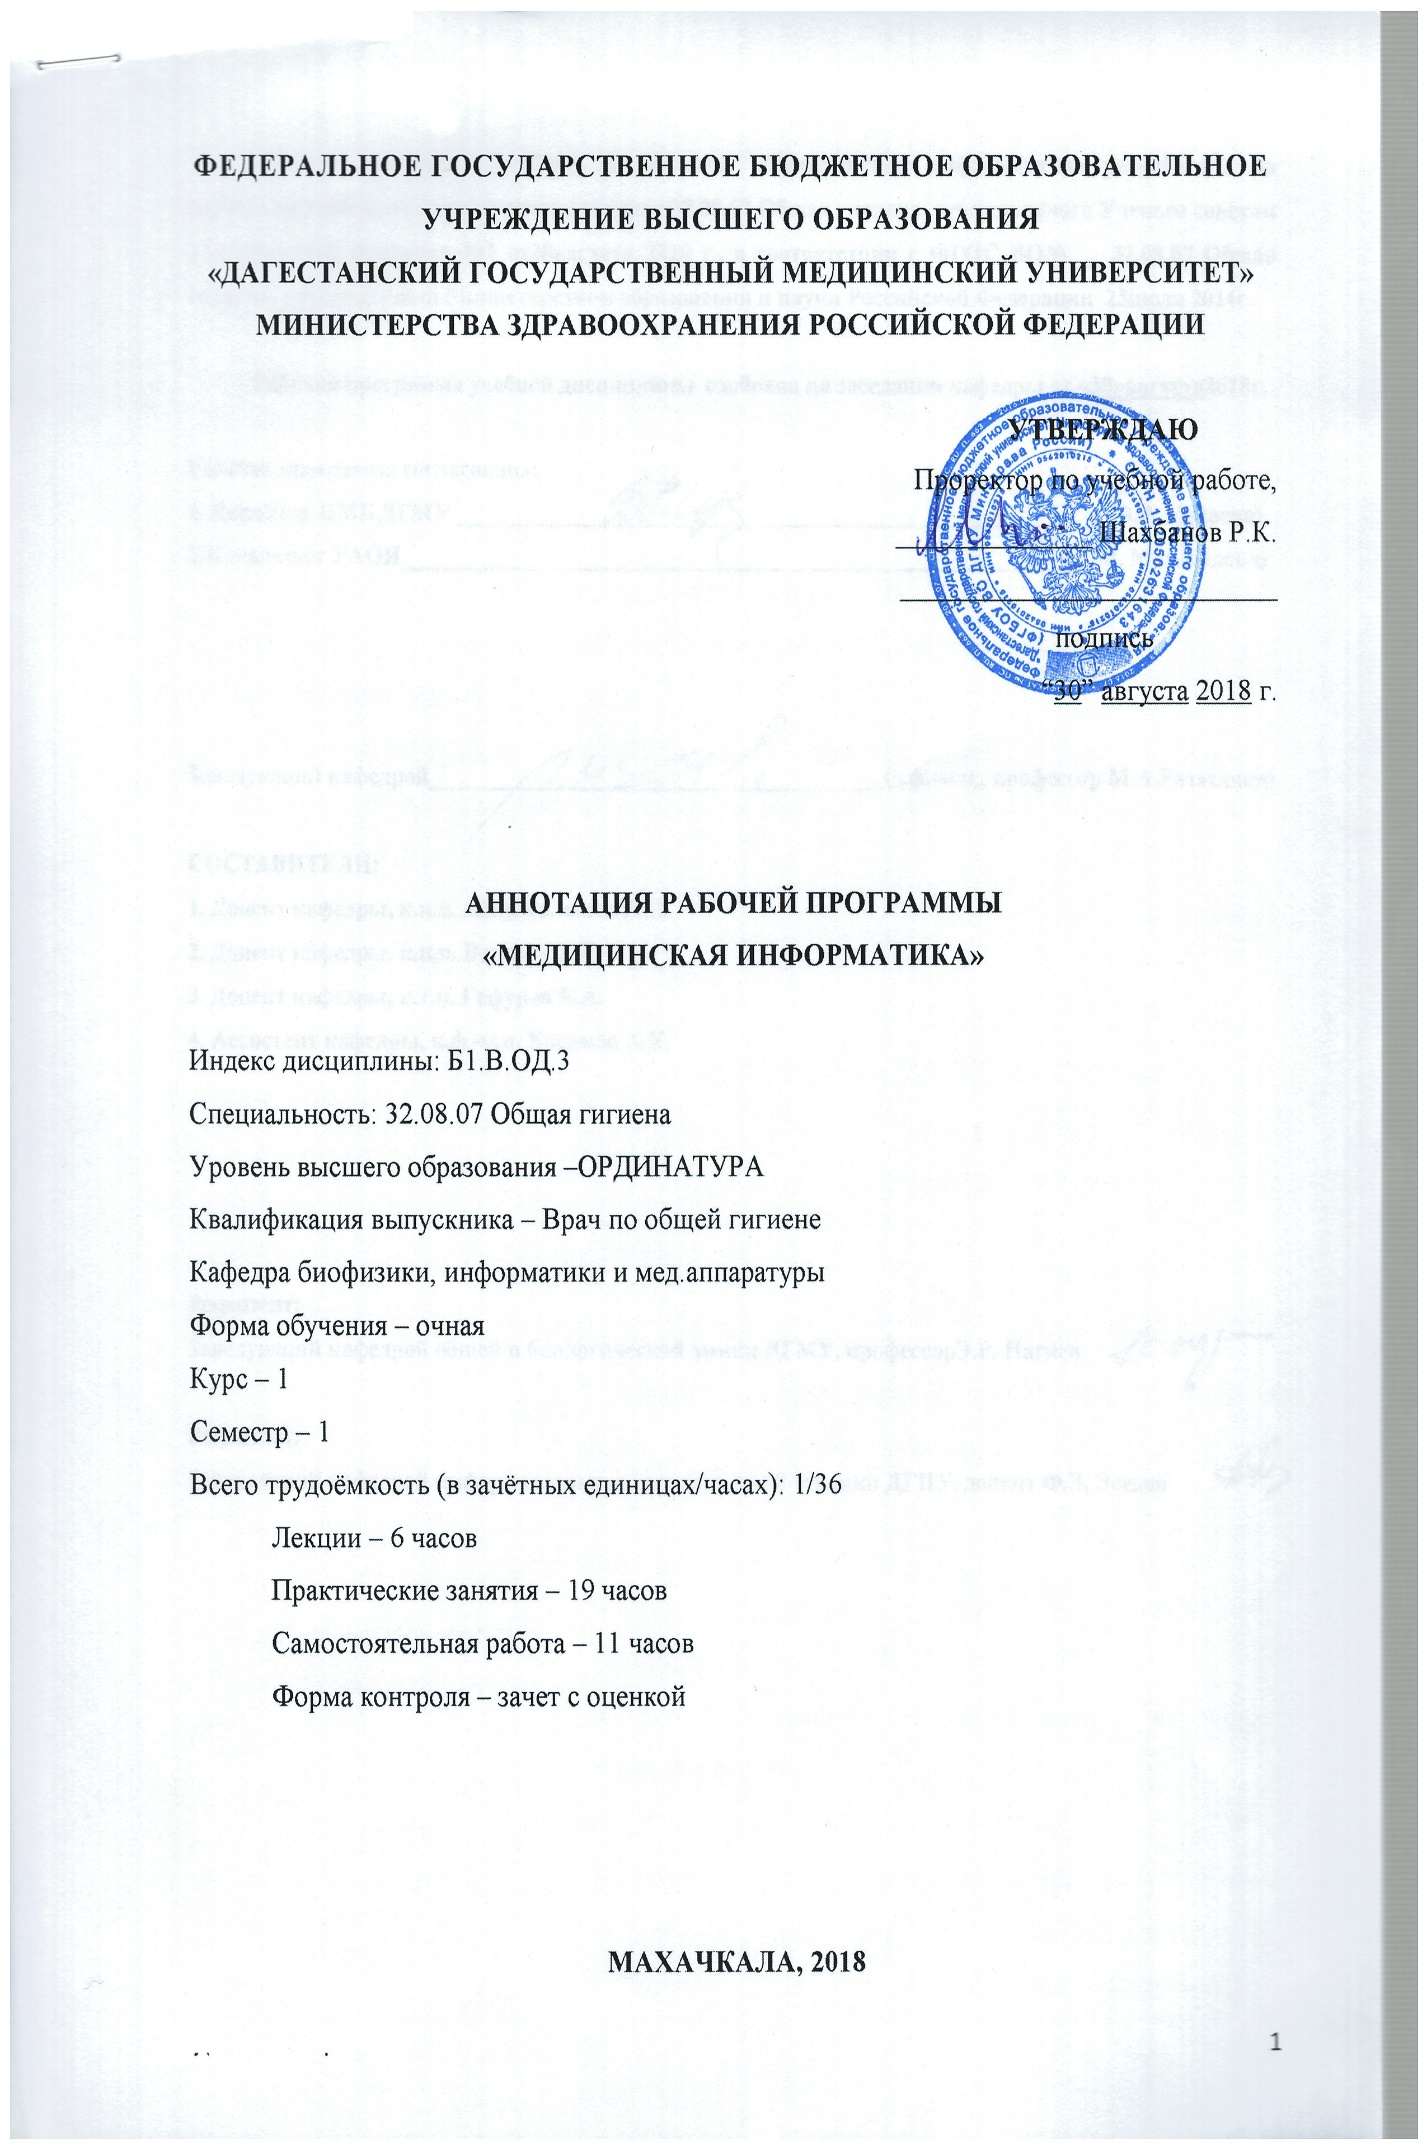 ФЕДЕРАЛЬНОЕ ГОСУДАРСТВЕННОЕ БЮДЖЕТНОЕ ОБРАЗОВАТЕЛЬНОЕ
УЧРЕЖДЕНИЕ ВЫСШЕГО ОБРАЗОВАНИЯ
«ДАГЕСТАНСКИЙ ГОСУДАРСТВЕННЫЙ МЕДИЦИНСКИЙ УНИВЕРСИТЕТ»
МИНИСТЕРСТВА ЗДРАВООХРАНЕНИЯ РОССИЙСКОЙ ФЕДЕРАЦИИ
УТВЕРЖДАЮ
Проректор по учебной работе,
Шахбанов Р.К.
подпись
“30” августа 2018 г.
АННОТАЦИЯ РАБОЧЕЙ ПРОГРАММЫ
«МЕДИЦИНСКАЯ ИНФОРМАТИКА»
Индекс дисциплины: Б1.В.ОД.3
Специальность: 32.08.07 Общая гигиена
Уровень высшего образования –ОРДИНАТУРА
Квалификация выпускника – Врач по общей гигиене
Кафедра биофизики, информатики и мед.аппаратуры
Форма обучения – очная
Курс – 1
Семестр – 1
Всего трудоёмкость (в зачётных единицах/часах): 1/36
Лекции – 6 часов
Практические занятия – 19 часов
Самостоятельная работа – 11 часов
Форма контроля – зачет с оценкой
МАХАЧКАЛА, 2018
1